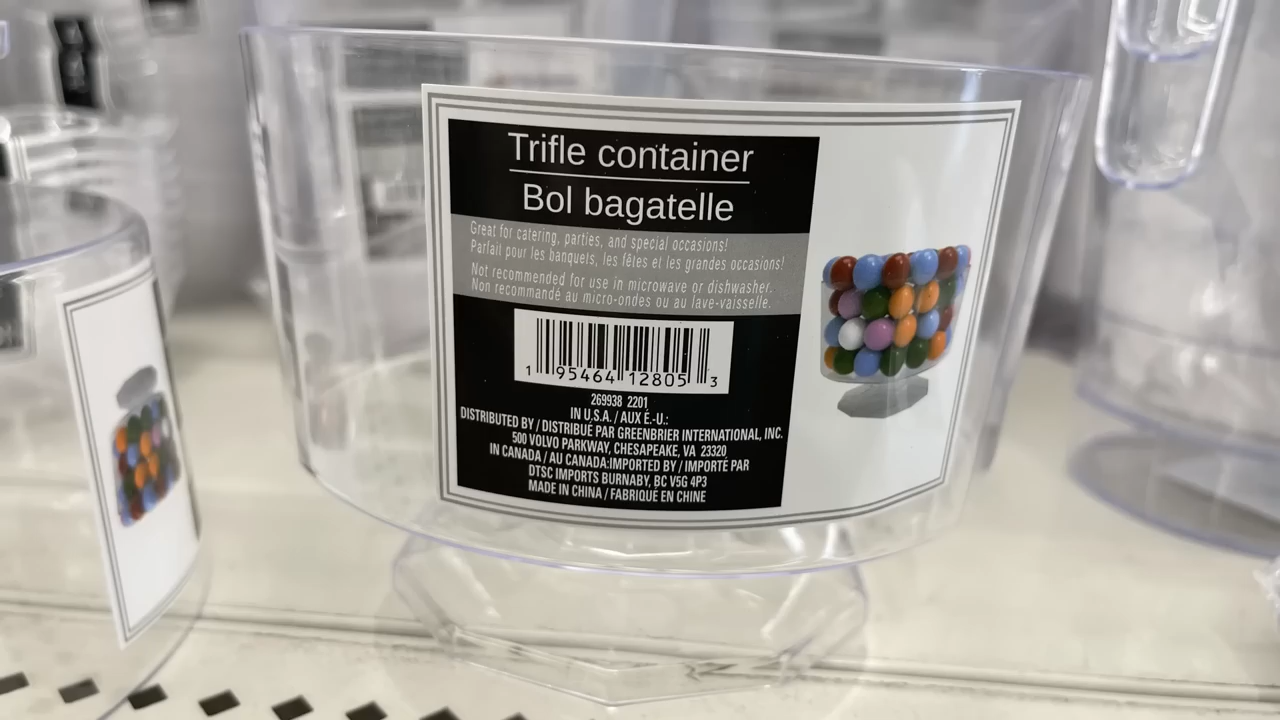 Trifle container
Bol bagatelle
Great for catering, parties, and special occasions!
Parfait pour les banquets, les fêtes et les grandes occasions!
Not recommended for use in microwave or dishwasher.
Non recommandé au micro-ondes ou au lave-vaisselle.
1 95464 12805 3
269938 2201
IN U.S.A. / AUX É.-U.:
DISTRIBUTED BY / DISTRIBUÉ PAR GREENBRIER INTERNATIONAL, INC.
500 VOLVO PARKWAY, CHESAPEAKE, VA 23320
IN CANADA / AU CANADA:IMPORTED BY / IMPORTÉ PAR
DTSC IMPORTS BURNABY, BC V5G 4P3
MADE IN CHINA / FABRIQUÉ EN CHINE